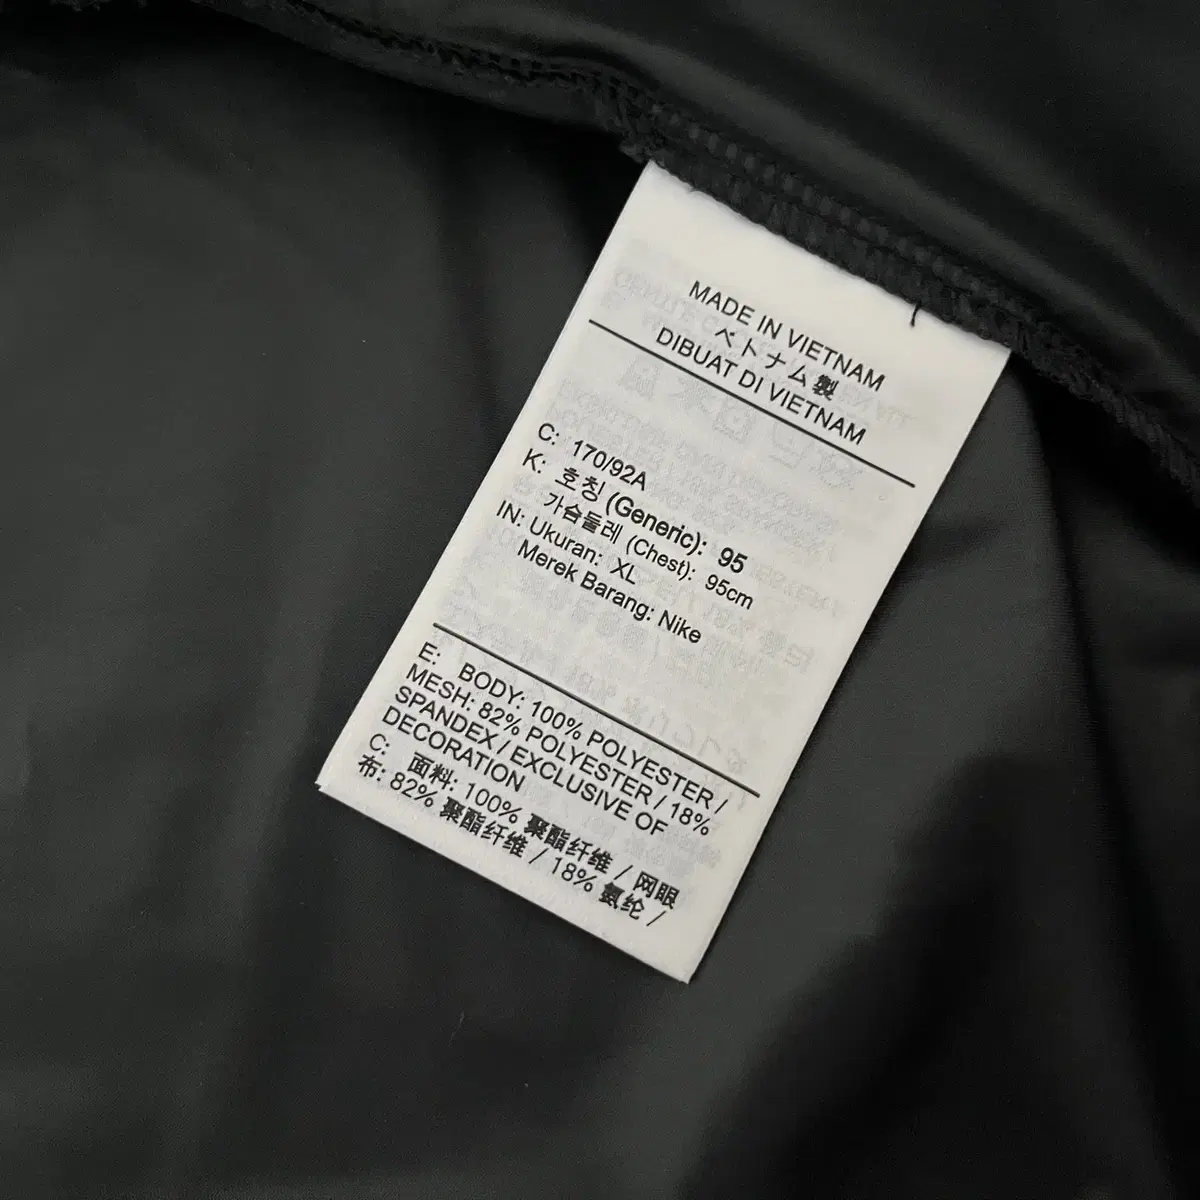 MADE IN VIETNAM
ベトナム製
DIBUAT DI VIETNAM
C: 170/92A
K: 호칭 (Generic): 95
가슴둘레 (Chest): 95cm
IN: Ukuran: XL
Merek Barang: Nike
E: BODY: 100% POLYESTER /
MESH: 82% POLYESTER / 18%
SPANDEX / EXCLUSIVE OF
DECORATION
C: 面料: 100% 聚酯纤维 / 网眼
布: 82% 聚酯纤维 / 18% 氨纶 /